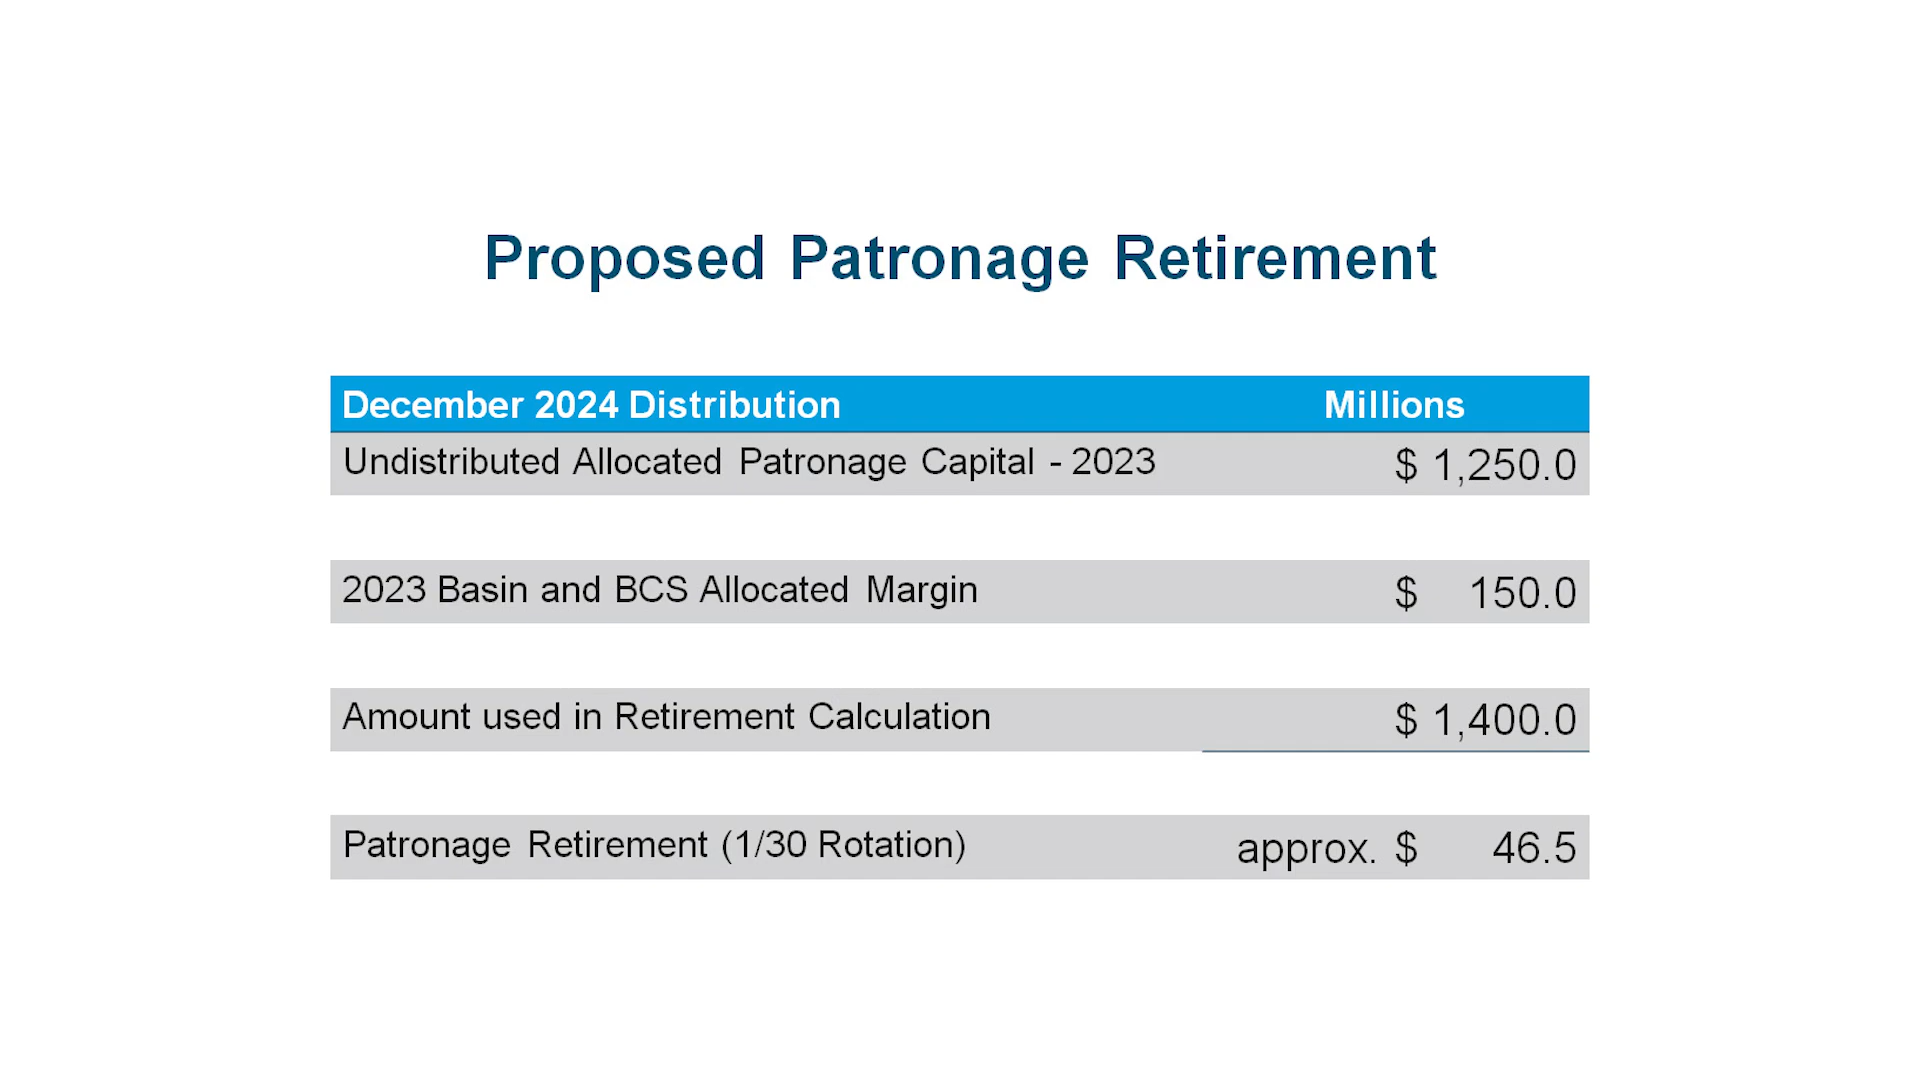 Proposed Patronage Retirement
December 2024 Distribution Millions
Undistributed Allocated Patronage Capital - 2023 $ 1,250.0
2023 Basin and BCS Allocated Margin $ 150.0
Amount used in Retirement Calculation $ 1,400.0
Patronage Retirement (1/30 Rotation) approx. $ 46.5